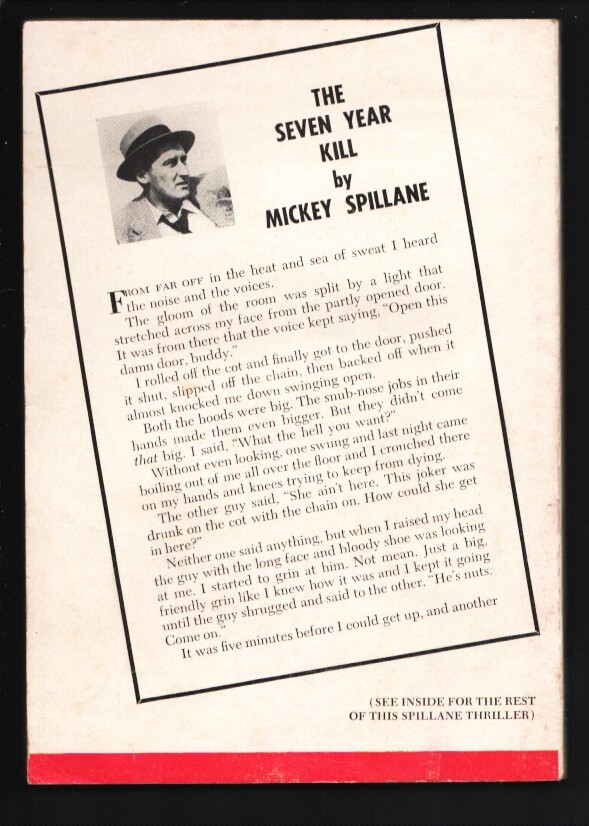 THE
SEVEN YEAR
KILL
by
MICKEY SPILLANE
FROM FAR OFF in the heat and sea of sweat I heard
the noise and the voices.
The gloom of the room was split by a light that
stretched across my face from the partly opened door.
It was from there that the voice kept saying, "Open this
damn door, buddy."
I rolled off the cot and finally got to the door, pushed
it shut, slipped off the chain, then backed off when it
almost knocked me down swinging open.
Both the hoods were big. The snub-nose jobs in their
hands made them even bigger. But they didn't come
that big. I said, "What the hell you want?"
Without even looking, one swung and last night came
boiling out of me all over the floor and I crouched there
on my hands and knees trying to keep from dying.
The other guy said, "She ain't here. This joker was
drunk on the cot with the chain on. How could she get
in here?"
Neither one said anything, but when I raised my head
the guy with the long face and bloody shoe was looking
at me. I started to grin at him. Not mean. Just a big,
friendly grin like I knew how it was and I kept it going
until the guy shrugged and said to the other. "He's nuts.
Come on."
It was five minutes before I could get up, and another
(SEE INSIDE FOR THE REST
OF THIS SPILLANE THRILLER)